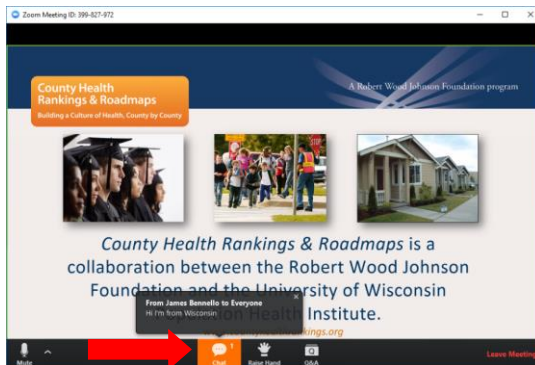 Zoom Meeting ID: 399-827-972
County Health
Rankings & Roadmaps
Building a Culture of Health, County by County
A Robert Wood Johnson Foundation program
STOP
County Health Rankings & Roadmaps is a
collaboration between the Robert Wood Johnson
Foundation and the University of Wisconsin
From James Bennello to Everyone
Hi I'm from Wisconsin
Health Institute.
Mute
Chat
1
Raise Hand
Q&A
Leave Meeting